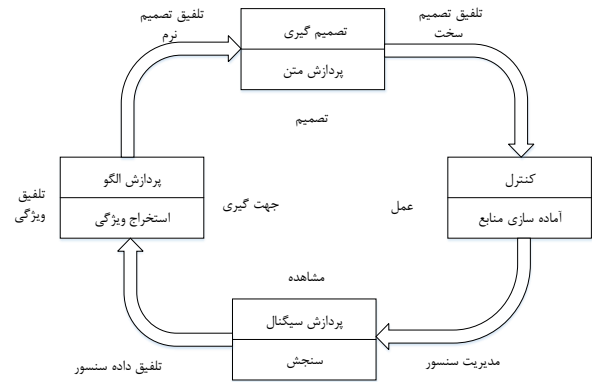 تلفیق تصمیم
سخت
تصمیم گیری
پردازش متن
تلفیق تصمیم
نرم
تصمیم
کنترل
آماده سازی منابع
عمل
جهت گیری
پردازش الگو
استخراج ویژگی
تلفیق
ویژگی
مشاهده
پردازش سیگنال
سنجش
مدیریت سنسور
تلفیق داده سنسور